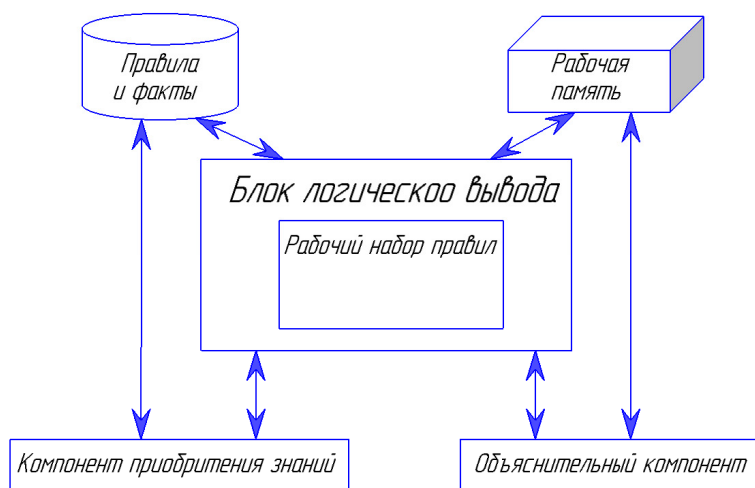 Правила
и факты
Рабочая
память
Блок логическоо вывода
Рабочий набор правил
Компонент приобритения знаний
Объяснительный компонент